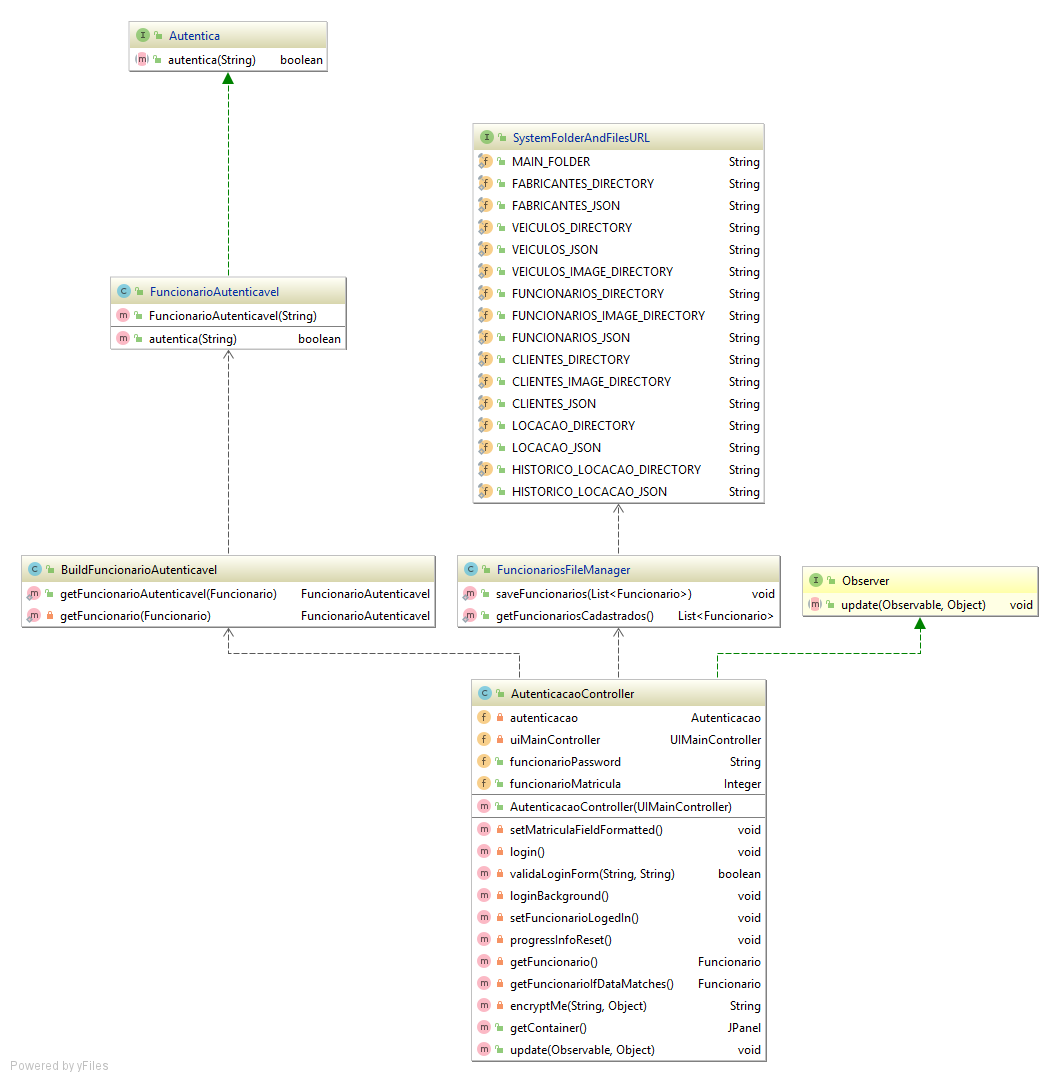 Autentica
autentica(String) boolean
SystemFolderAndFilesURL
MAIN_FOLDER String
FABRICANTES_DIRECTORY String
FABRICANTES_JSON String
VEICULOS_DIRECTORY String
VEICULOS_JSON String
VEICULOS_IMAGE_DIRECTORY String
FUNCIONARIOS_DIRECTORY String
FUNCIONARIOS_IMAGE_DIRECTORY String
FUNCIONARIOS_JSON String
CLIENTES_DIRECTORY String
CLIENTES_IMAGE_DIRECTORY String
CLIENTES_JSON String
LOCACAO_DIRECTORY String
LOCACAO_JSON String
HISTORICO_LOCACAO_DIRECTORY String
HISTORICO_LOCACAO_JSON String
FuncionarioAutenticavel
FuncionarioAutenticavel(String)
autentica(String) boolean
BuildFuncionarioAutenticavel
getFuncionarioAutenticavel(Funcionario) FuncionarioAutenticavel
getFuncionario(Funcionario) FuncionarioAutenticavel
FuncionariosFileManager
saveFuncionarios(List<Funcionario>) void
getFuncionariosCadastrados() List<Funcionario>
Observer
update(Observable, Object) void
AutenticacaoController
autenticacao Autenticacao
uiMainController UIMainController
funcionarioPassword String
funcionarioMatricula Integer
AutenticacaoController(UIMainController)
setMatriculaFieldFormatted() void
login() void
validaLoginForm(String, String) boolean
loginBackground() void
setFuncionarioLogedIn() void
progressInfoReset() void
getFuncionario() Funcionario
getFuncionarioIfDataMatches() Funcionario
encryptMe(String, Object) String
getContainer() JPanel
update(Observable, Object) void
Powered by yFiles